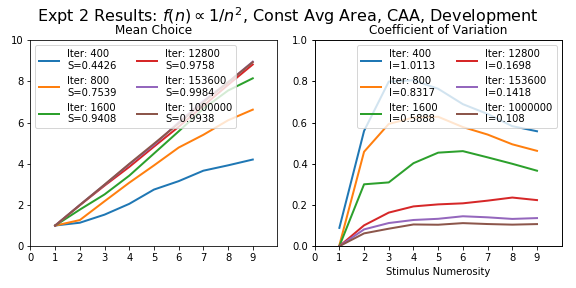 Expt 2 Results: f(n) ∝ 1/n², Const Avg Area, CAA, Development
Mean Choice
Coefficient of Variation
10
8
6
4
2
0
Iter: 400
S=0.4426
Iter: 800
S=0.7539
Iter: 1600
S=0.9408
Iter: 12800
S=0.9758
Iter: 153600
S=0.9984
Iter: 1000000
S=0.9938
0 1 2 3 4 5 6 7 8 9
1.0
0.8
0.6
0.4
0.2
0.0
Iter: 400
I=1.0113
Iter: 800
I=0.8317
Iter: 1600
I=0.5888
Iter: 12800
I=0.1698
Iter: 153600
I=0.1418
Iter: 1000000
I=0.108
0 1 2 3 4 5 6 7 8 9
Stimulus Numerosity